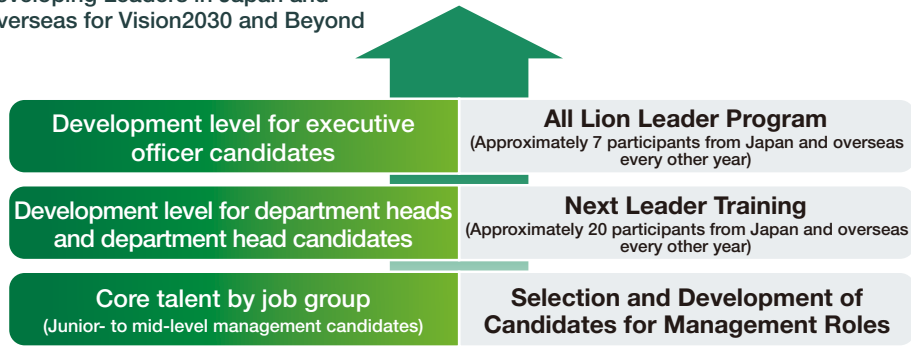 verseas for Vision2030 and Beyond
Development level for executive
officer candidates
All Lion Leader Program
(Approximately 7 participants from Japan and overseas
every other year)
Development level for department heads
and department head candidates
Next Leader Training
(Approximately 20 participants from Japan and overseas
every other year)
Core talent by job group
(Junior- to mid-level management candidates)
Selection and Development of
Candidates for Management Roles